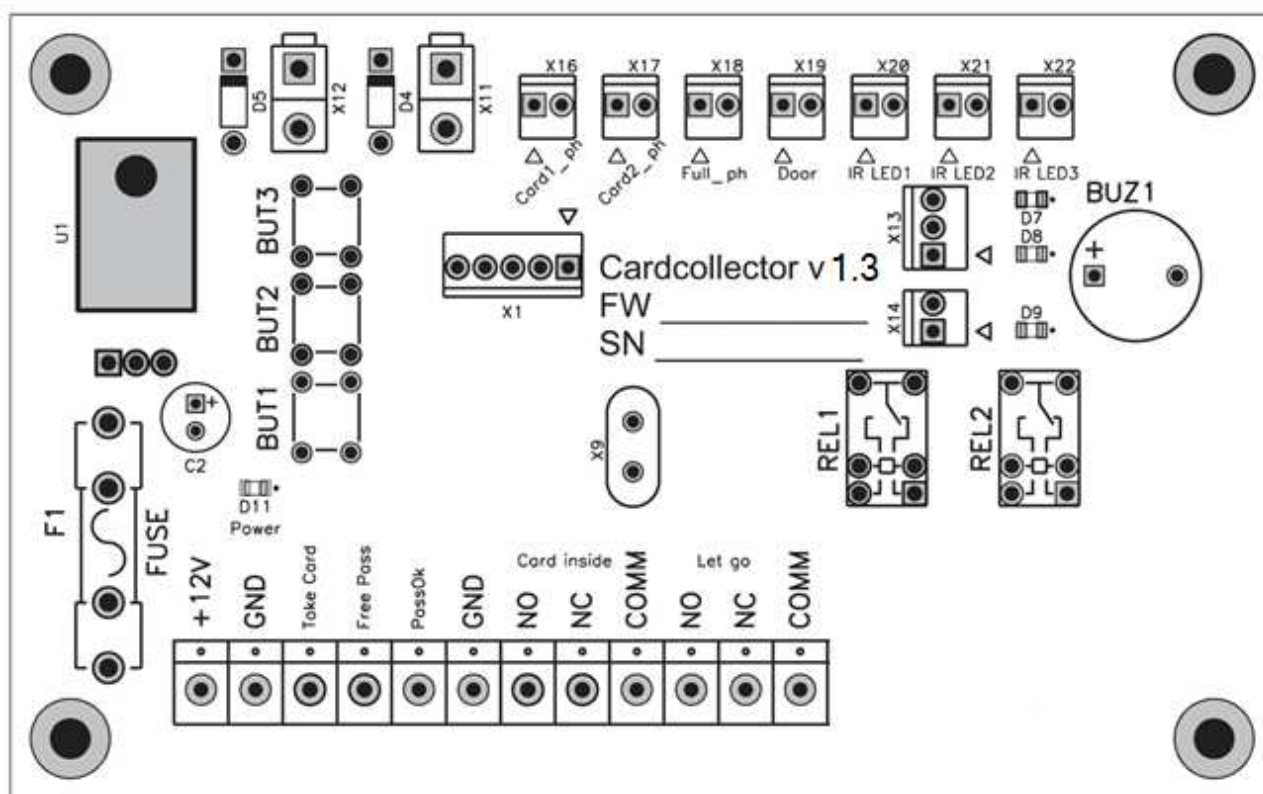 X16
X17
X18
X19
X20
X21
X22
D5
X12
D4
X11
Card1_ph
Card2_ph
Full_ph
Door
IR LED1
IR LED2
IR LED3
U1
BUT3
BUT2
BUT1
X1
Cardcollector v 1.3
FW
SN
X13
X14
D7
D8
D9
BUZ1
+
+
C2
X9
REL1
REL2
D11
Power
F1
FUSE
Card inside
Let go
+12V
GND
Take Card
Free Pass
PassOk
GND
NO
NC
COMM
NO
NC
COMM